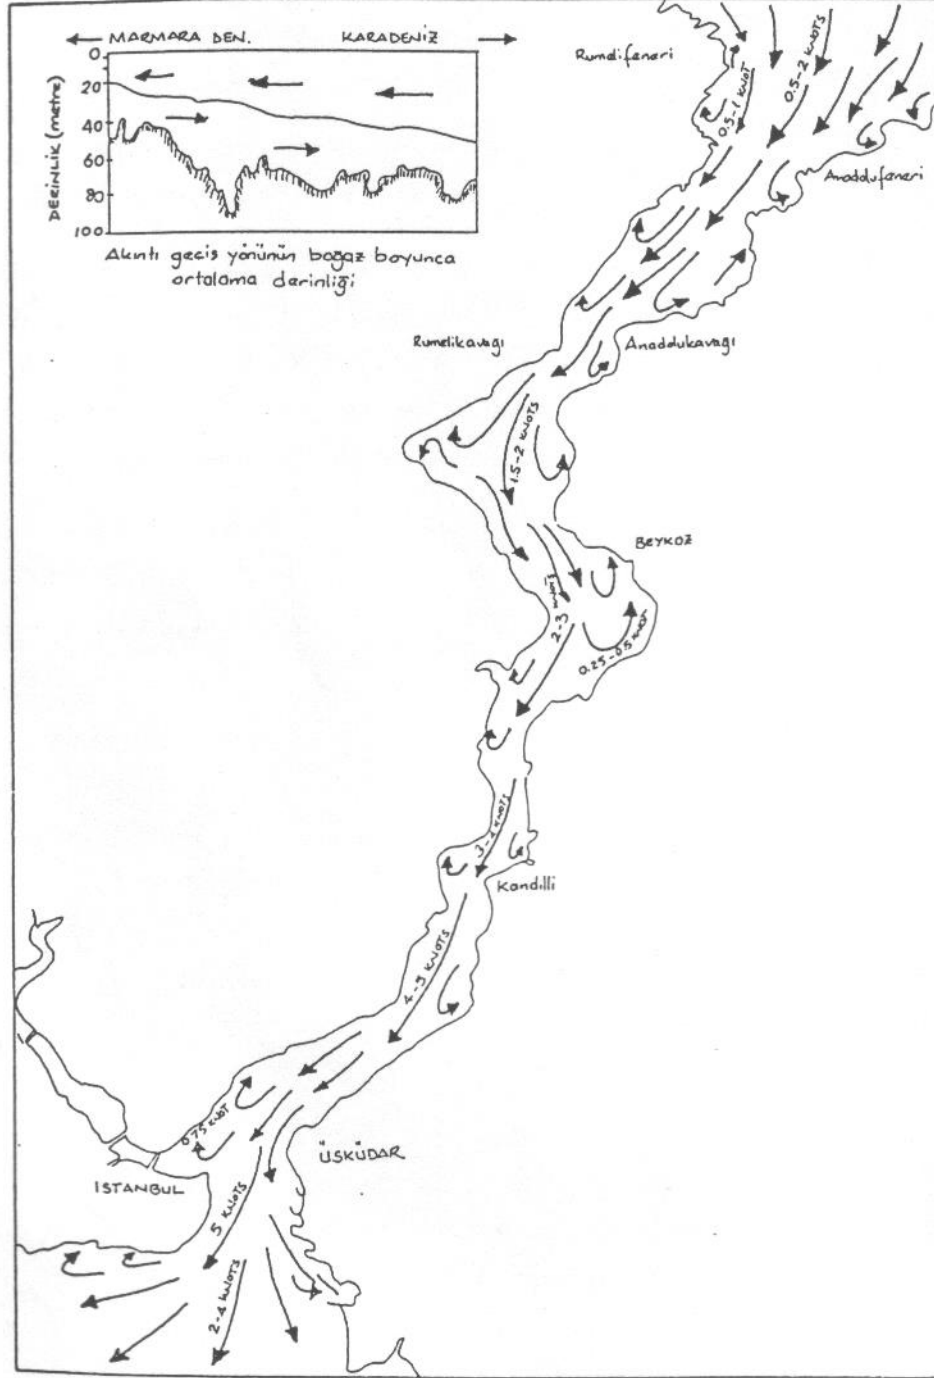 MARMARA DEN. KARADENİZ
0
20
40
60
80
100
DERİNLİK (metre)
Akıntı geçis yönünün boğaz boyunca
ortalama derinliği
Rumelifeneri
0.5-1 KNOT
0.5-2 KNOTS
Anadolufeneri
Rumelikavağı
Anadolukavağı
1.5-2 KNOTS
BEYKOZ
2-3 KNOTS
0.25-0.5 KNOT
3-4 KNOTS
Kandilli
4-5 KNOTS
0.75 KNOT
ÜSKÜDAR
ISTANBUL
5 KNOTS
2-4 KNOTS